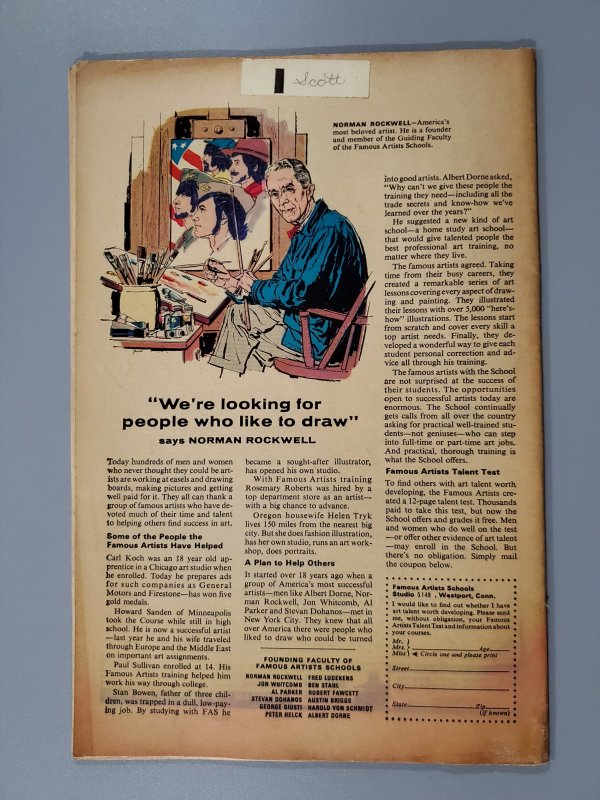 Scott
NORMAN ROCKWELL—America's
most beloved artist. He is a founder
and member of the Guiding Faculty
of the Famous Artists Schools.
"We're looking for
people who like to draw"
says NORMAN ROCKWELL
Today hundreds of men and women
who never thought they could be art-
ists are working at easels and drawing
boards, making pictures and getting
well paid for it. They all can thank a
group of famous artists who have de-
voted much of their time and talent
to helping others find success in art.
Some of the People the
Famous Artists Have Helped
Carl Koch was an 18 year old ap-
prentice in a Chicago art studio when
he enrolled. Today he prepares ads
for such companies as General
Motors and Firestone—has won five
gold medals.
Howard Sanden of Minneapolis
took the Course while still in high
school. He is now a successful artist
—last year he and his wife traveled
through Europe and the Middle East
on important art assignments.
Paul Sullivan enrolled at 14. His
Famous Artists training helped him
work his way through college.
Stan Bowen, father of three chil-
dren, was trapped in a dull, low-pay-
ing job. By studying with FAS he
became a sought-after illustrator,
has opened his own studio.
With Famous Artists training
Rosemary Roberts was hired by a
top department store as an artist—
with a big chance to advance.
Oregon housewife Helen Tryk
lives 150 miles from the nearest big
city. But she does fashion illustration,
has her own studio, runs an art work-
shop, does portraits.
A Plan to Help Others
It started over 18 years ago when a
group of America's most successful
artists—men like Albert Dorne, Nor-
man Rockwell, Jon Whitcomb, Al
Parker and Stevan Dohanos—met in
New York City. They knew that all
over America there were people who
liked to draw who could be turned
FOUNDING FACULTY OF
FAMOUS ARTISTS SCHOOLS
NORMAN ROCKWELL FRED LUDEKENS
JON WHITCOMB BEN STAHL
AL PARKER ROBERT FAWCETT
STEVAN DOHANOS AUSTIN BRIGGS
GEORGE GIUSTI HAROLD VON SCHMIDT
PETER HELCK ALBERT DORNE
into good artists. Albert Dorne asked,
"Why can't we give these people the
training they need—including all the
trade secrets and know-how we've
learned over the years?"
He suggested a new kind of art
school—a home study art school—
that would give talented people the
best professional art training, no
matter where they live.
The famous artists agreed. Taking
time from their busy careers, they
created a remarkable series of art
lessons covering every aspect of draw-
ing and painting. They illustrated
their lessons with over 5,000 "here's-
how" illustrations. The lessons start
from scratch and cover every skill a
top artist needs. Finally, they de-
veloped a wonderful way to give each
student personal correction and ad-
vice all through his training.
The famous artists with the School
are not surprised at the success of
their students. The opportunities
open to successful artists today are
enormous. The School continually
gets calls from all over the country
asking for practical well-trained stu-
dents—not geniuses—who can step
into full-time or part-time art jobs.
And practical, thorough training is
what the School offers.
Famous Artists Talent Test
To find others with art talent worth
developing, the Famous Artists cre-
ated a 12-page talent test. Thousands
paid to take this test, but now the
School offers and grades it free. Men
and women who do well on the test
—or offer other evidence of art talent
—may enroll in the School. But
there's no obligation. Simply mail
the coupon below.
Famous Artists Schools
Studio 5149, Westport, Conn.
I would like to find out whether I have
art talent worth developing. Please send
me, without obligation, your Famous
Artists Talent Test and information about
your courses.
Mr.
Mrs. Age
Miss Circle one and please print
Street
City
State Zip
(if known)